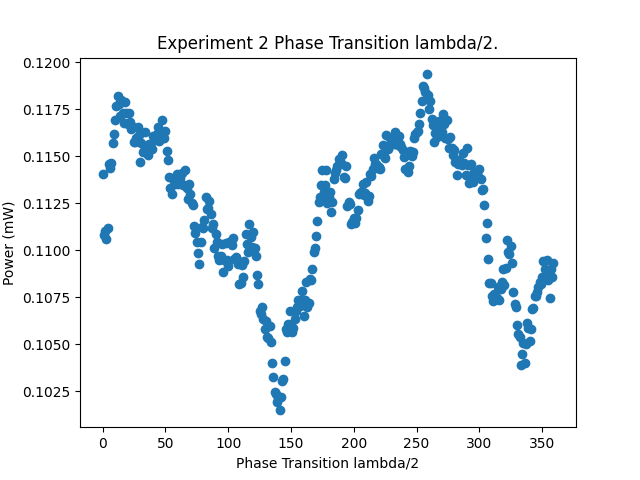 Experiment 2 Phase Transition lambda/2.
0.1200
0.1175
0.1150
0.1125
0.1100
0.1075
0.1050
0.1025
Power (mW)
0 50 100 150 200 250 300 350
Phase Transition lambda/2